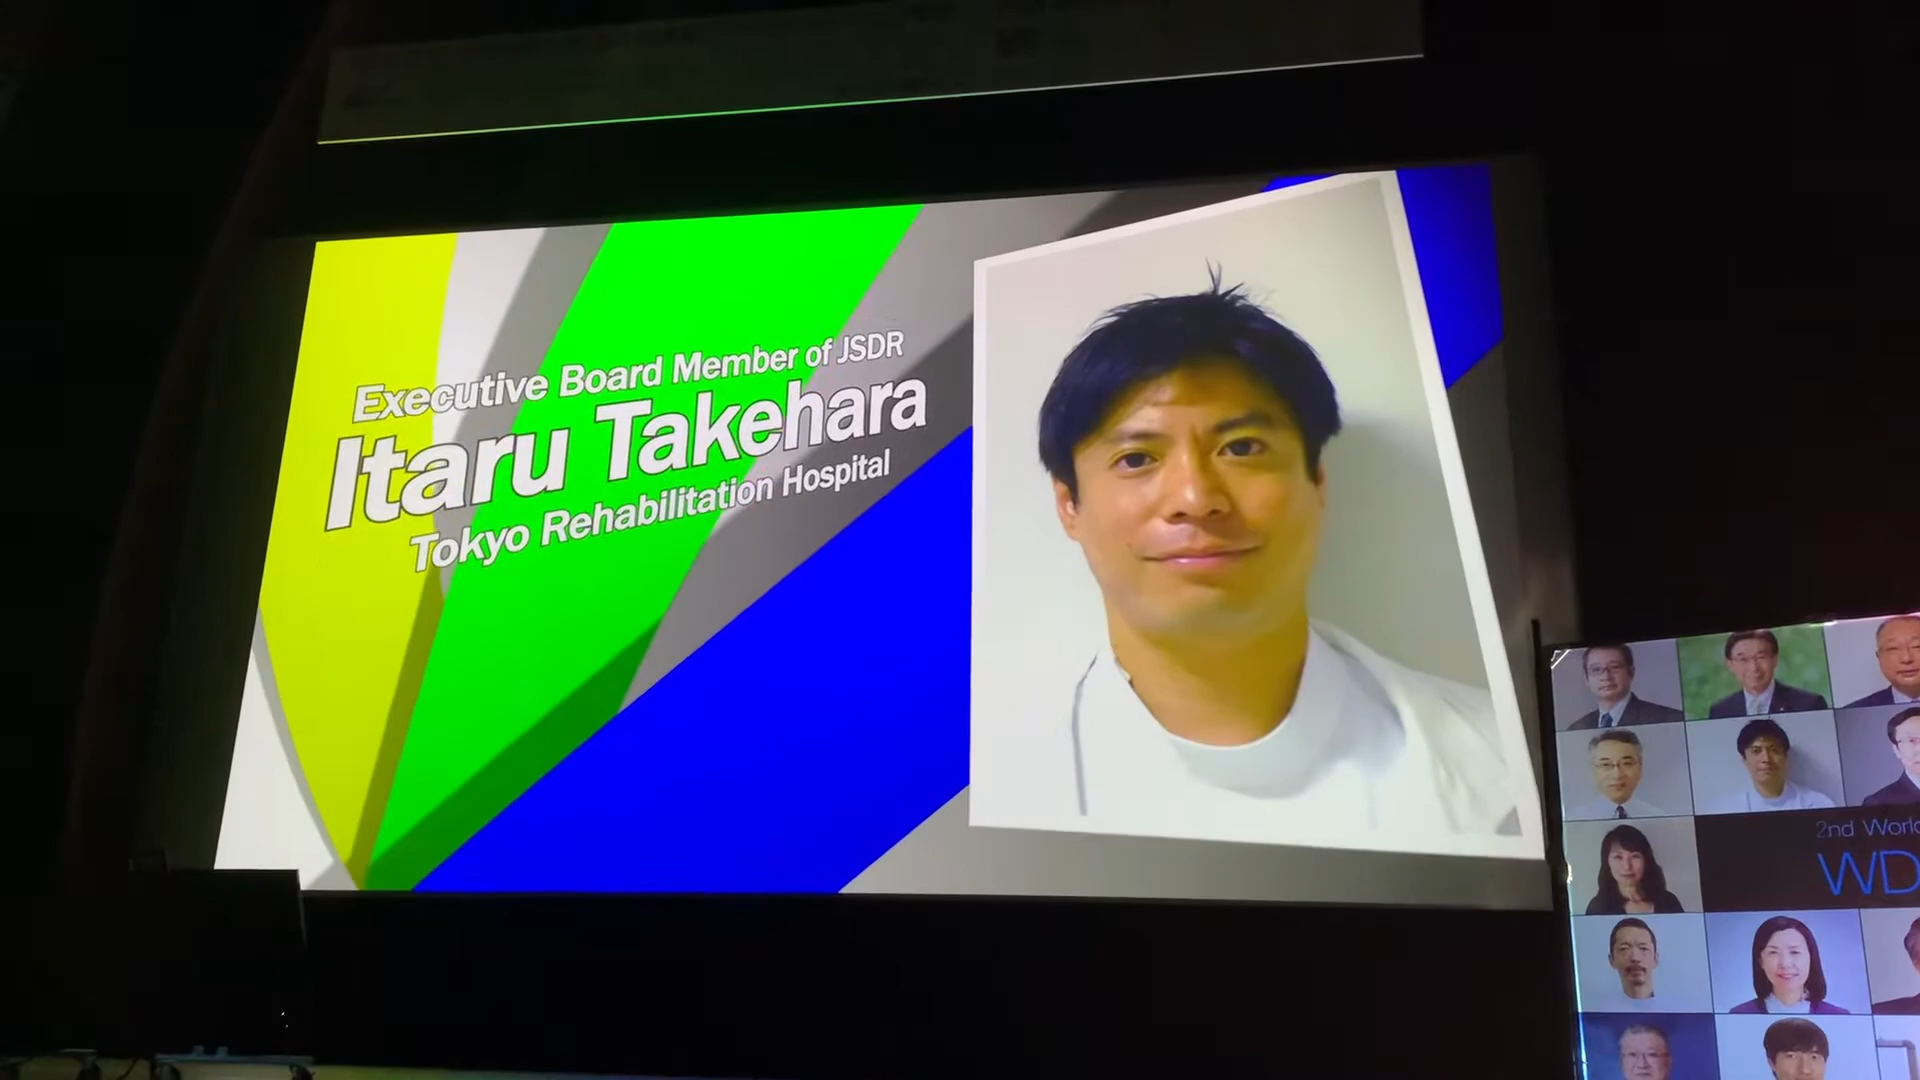 Executive Board Member of JSDR
Itaru Takehara
Tokyo Rehabilitation Hospital
2nd World
WD